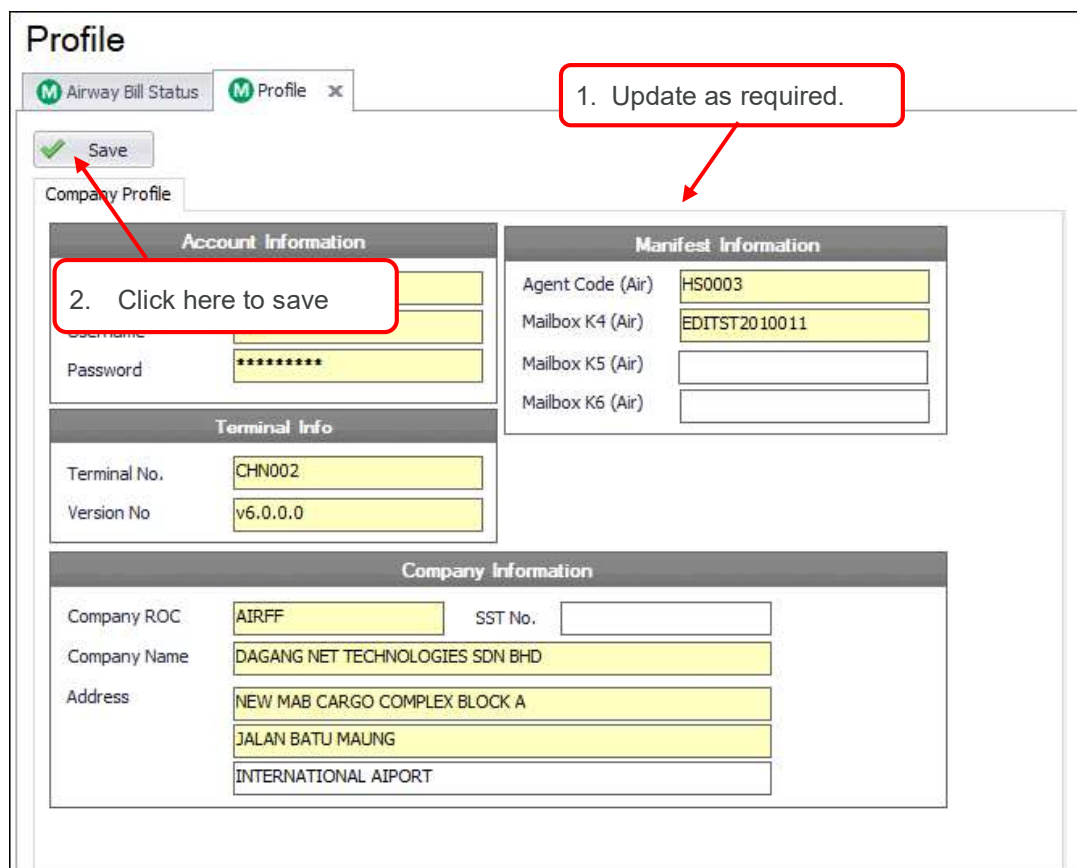 Profile
Airway Bill Status
Profile x
1. Update as required.
Save
Company Profile
Account Information
2. Click here to save
Username
Password *********
Manifest Information
Agent Code (Air) HS0003
Mailbox K4 (Air) EDITST2010011
Mailbox K5 (Air)
Mailbox K6 (Air)
Terminal Info
Terminal No. CHN002
Version No v6.0.0.0
Company Information
Company ROC AIRFF SST No.
Company Name DAGANG NET TECHNOLOGIES SDN BHD
Address NEW MAB CARGO COMPLEX BLOCK A
JALAN BATU MAUNG
INTERNATIONAL AIPORT